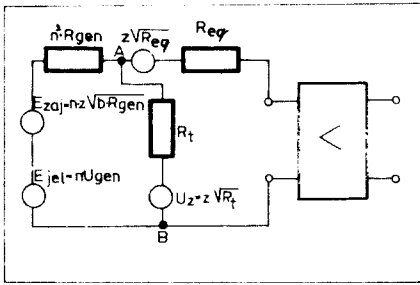 n²·Rgen
A
z√Req
Req
Ezaj=n·z√b·Rgen
Rt
Ejel=nUgen
Uz=z√Rt
B
<